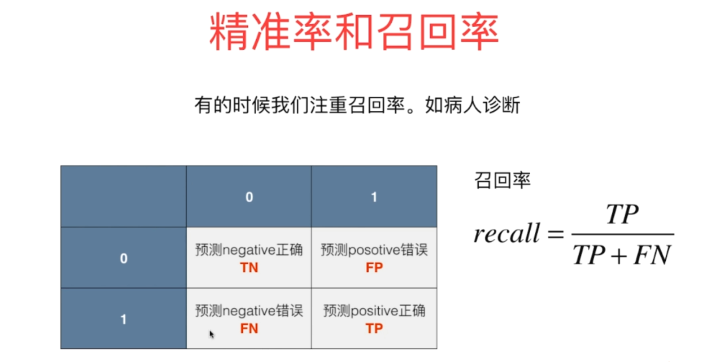 精准率和召回率
有的时候我们注重召回率。如病人诊断
0 1
0 预测negative正确 TN 预测posotive错误 FP
1 预测negative错误 FN 预测positive正确 TP
召回率
recall = TP / (TP + FN)